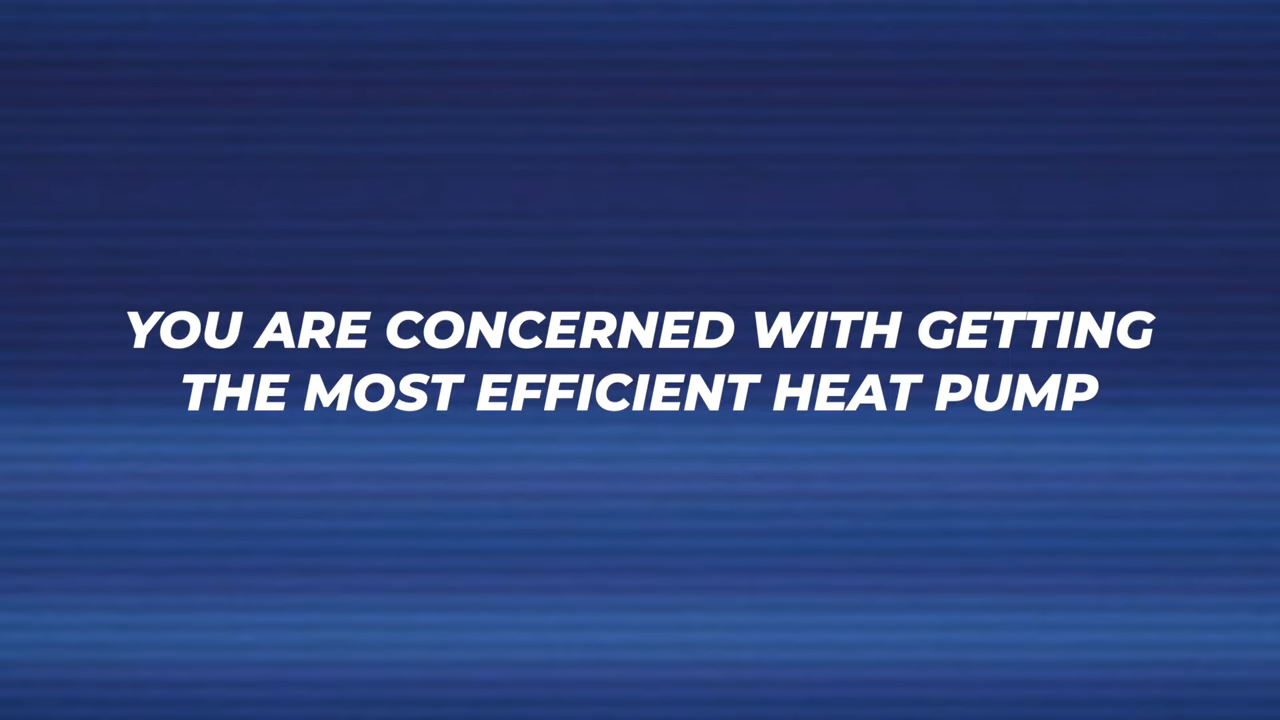 YOU ARE CONCERNED WITH GETTING
THE MOST EFFICIENT HEAT PUMP